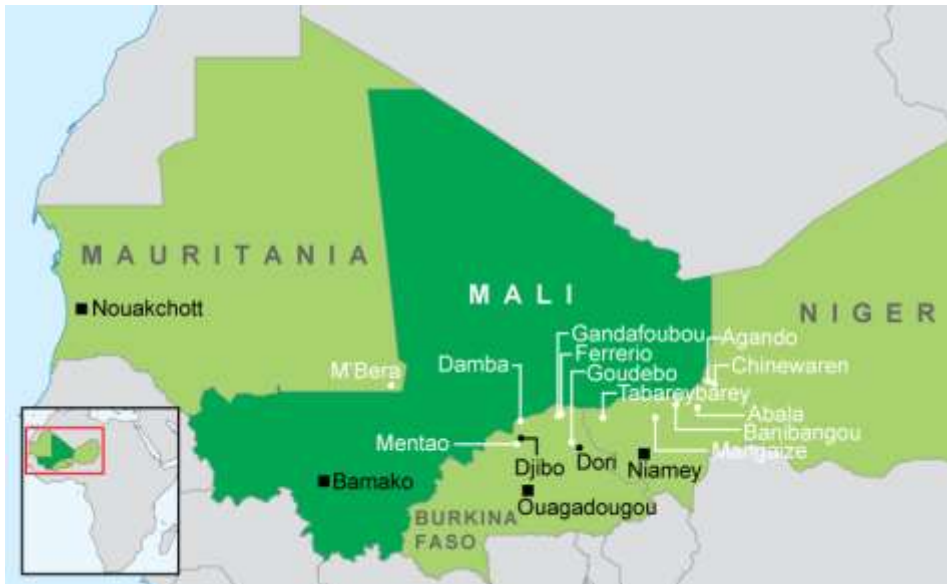 MAURITANIA
Nouakchott
MALI
NIGER
Gandafoubou
Agando
Ferrerio
Damba
Goudebo
Chinewaren
M'Bera
Tabareybarey
Abala
Banibangou
Mentao
Mangaize
Djibo
Dori
Niamey
Bamako
Ouagadougou
BURKINA
FASO